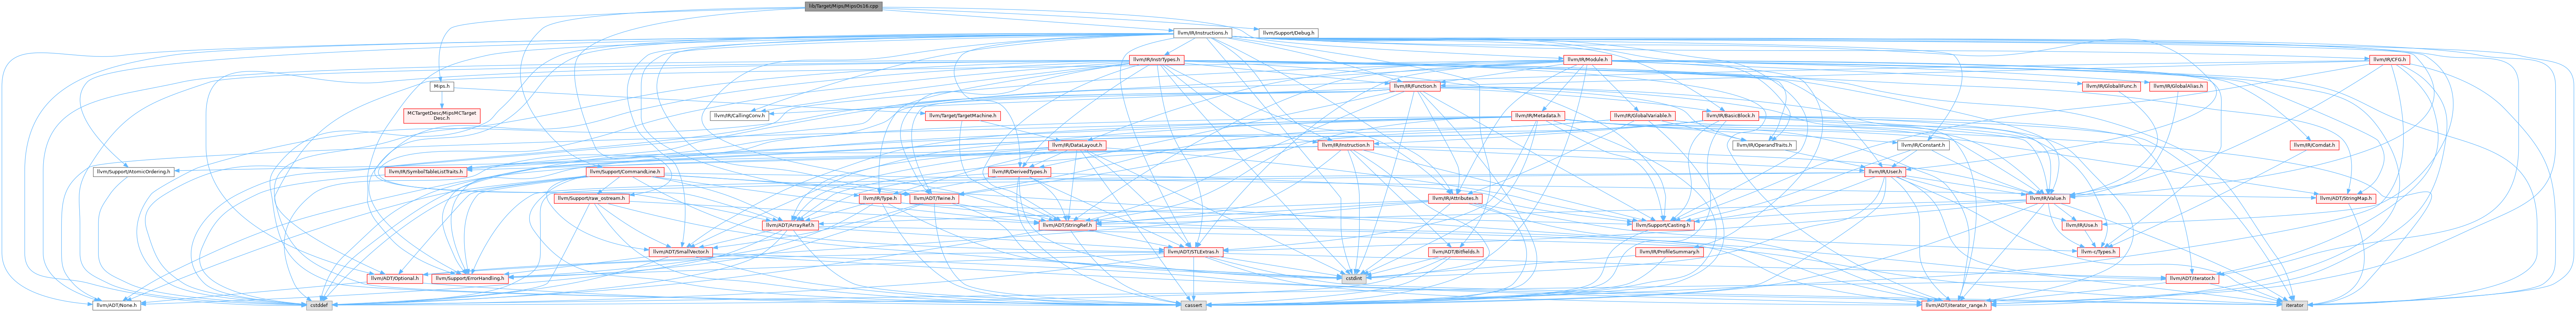 lib/Target/Mips/MipsOs16.cpp
llvm/IR/Instructions.h
llvm/Support/Debug.h
llvm/IR/InstrTypes.h
llvm/IR/Module.h
llvm/IR/CFG.h
Mips.h
llvm/IR/Function.h
llvm/IR/GlobalIFunc.h
llvm/IR/GlobalAlias.h
MCTargetDesc/MipsMCTarget
Desc.h
llvm/IR/CallingConv.h
llvm/Target/TargetMachine.h
llvm/IR/Metadata.h
llvm/IR/GlobalVariable.h
llvm/IR/BasicBlock.h
llvm/IR/DataLayout.h
llvm/IR/Instruction.h
llvm/IR/OperandTraits.h
llvm/IR/Constant.h
llvm/IR/Comdat.h
llvm/Support/AtomicOrdering.h
llvm/IR/SymbolTableListTraits.h
llvm/Support/CommandLine.h
llvm/IR/DerivedTypes.h
llvm/IR/User.h
llvm/Support/raw_ostream.h
llvm/IR/Type.h
llvm/ADT/Twine.h
llvm/IR/Attributes.h
llvm/IR/Value.h
llvm/ADT/StringMap.h
llvm/ADT/ArrayRef.h
llvm/ADT/StringRef.h
llvm/Support/Casting.h
llvm/IR/Use.h
llvm/ADT/SmallVector.h
llvm/ADT/STLExtras.h
llvm/ADT/Bitfields.h
llvm/IR/ProfileSummary.h
llvm-c/Types.h
llvm/ADT/Optional.h
llvm/Support/ErrorHandling.h
cstdint
llvm/ADT/iterator.h
llvm/ADT/None.h
cstddef
cassert
llvm/ADT/iterator_range.h
iterator